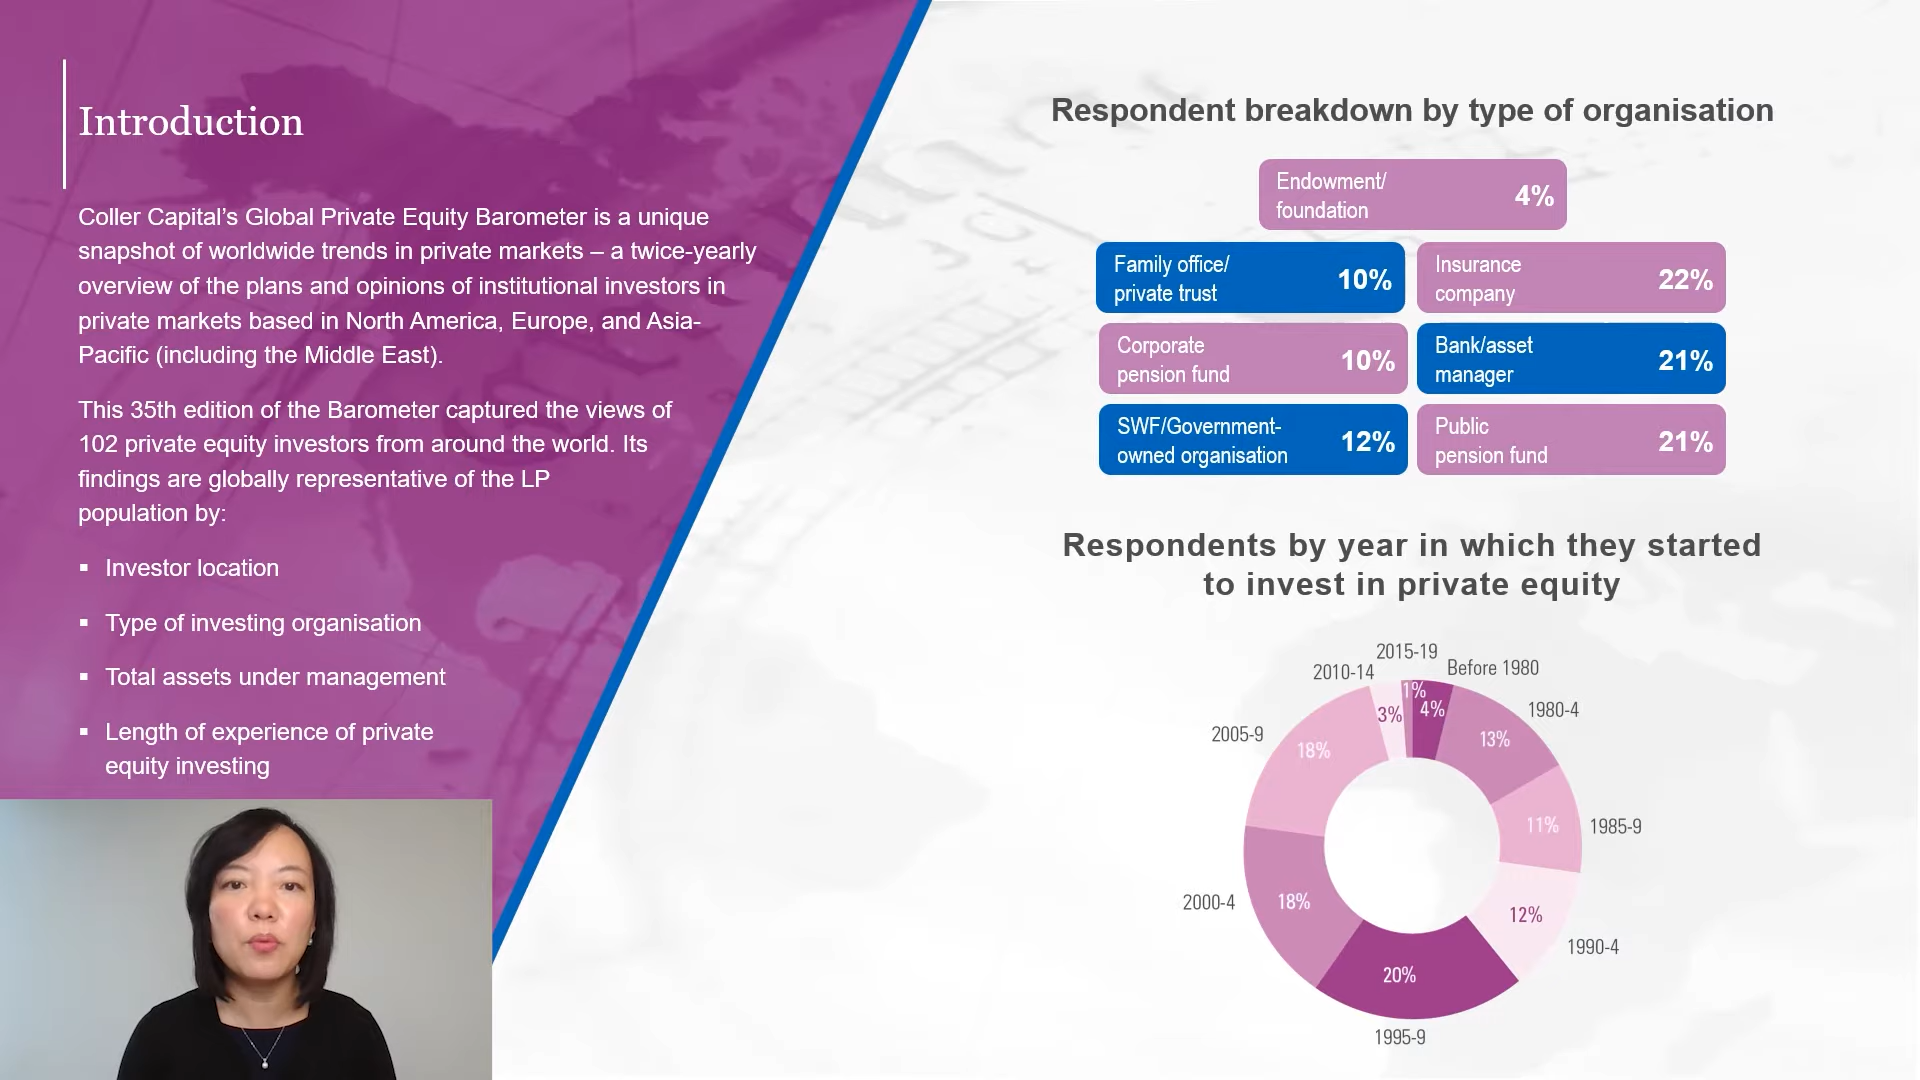 Introduction
Coller Capital’s Global Private Equity Barometer is a unique
snapshot of worldwide trends in private markets – a twice-yearly
overview of the plans and opinions of institutional investors in
private markets based in North America, Europe, and Asia-
Pacific (including the Middle East).
This 35th edition of the Barometer captured the views of
102 private equity investors from around the world. Its
findings are globally representative of the LP
population by:
▪ Investor location
▪ Type of investing organisation
▪ Total assets under management
▪ Length of experience of private
equity investing
Respondent breakdown by type of organisation
Endowment/
foundation
4%
Family office/
private trust
10%
Insurance
company
22%
Corporate
pension fund
10%
Bank/asset
manager
21%
SWF/Government-
owned organisation
12%
Public
pension fund
21%
Respondents by year in which they started
to invest in private equity
2015-19
1%
Before 1980
4%
1980-4
13%
1985-9
11%
1990-4
12%
1995-9
20%
2000-4
18%
2005-9
18%
2010-14
3%